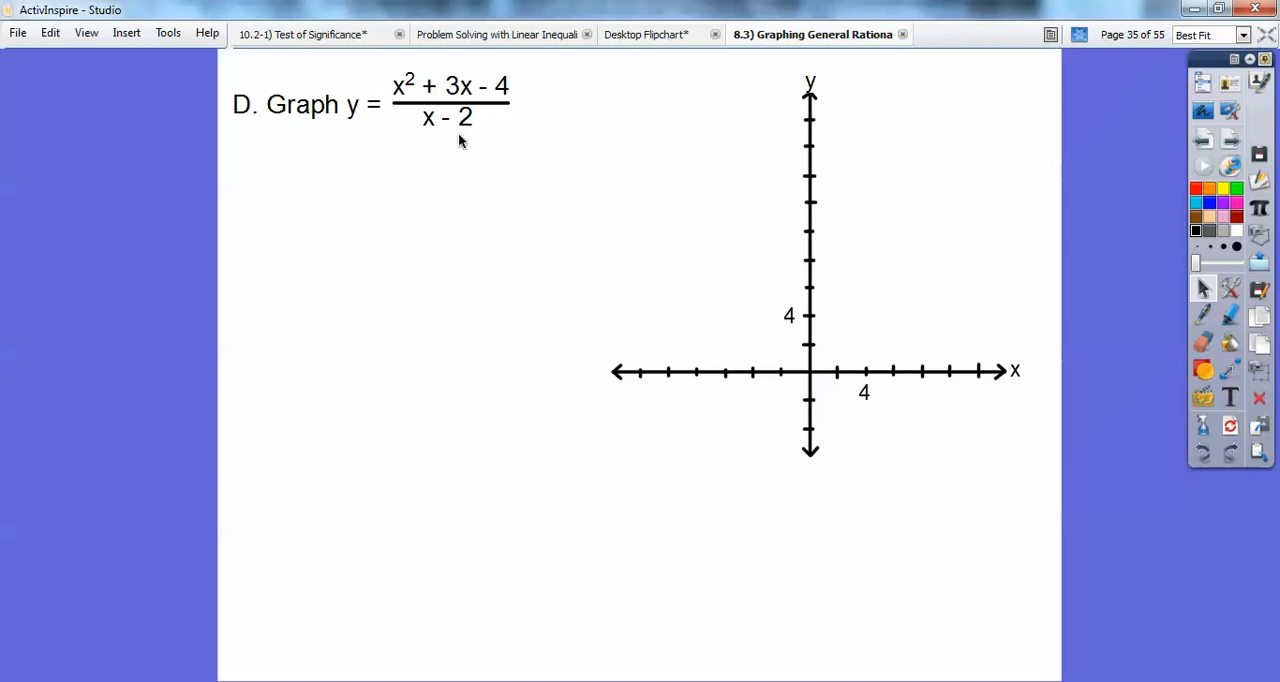 ActivInspire - Studio
File Edit View Insert Tools Help
10.2-1) Test of Significance* Problem Solving with Linear Inequali Desktop Flipchart* 8.3) Graphing General Rationa Page 35 of 55 Best Fit
D. Graph y = x² + 3x - 4
x - 2
y
4
x
4